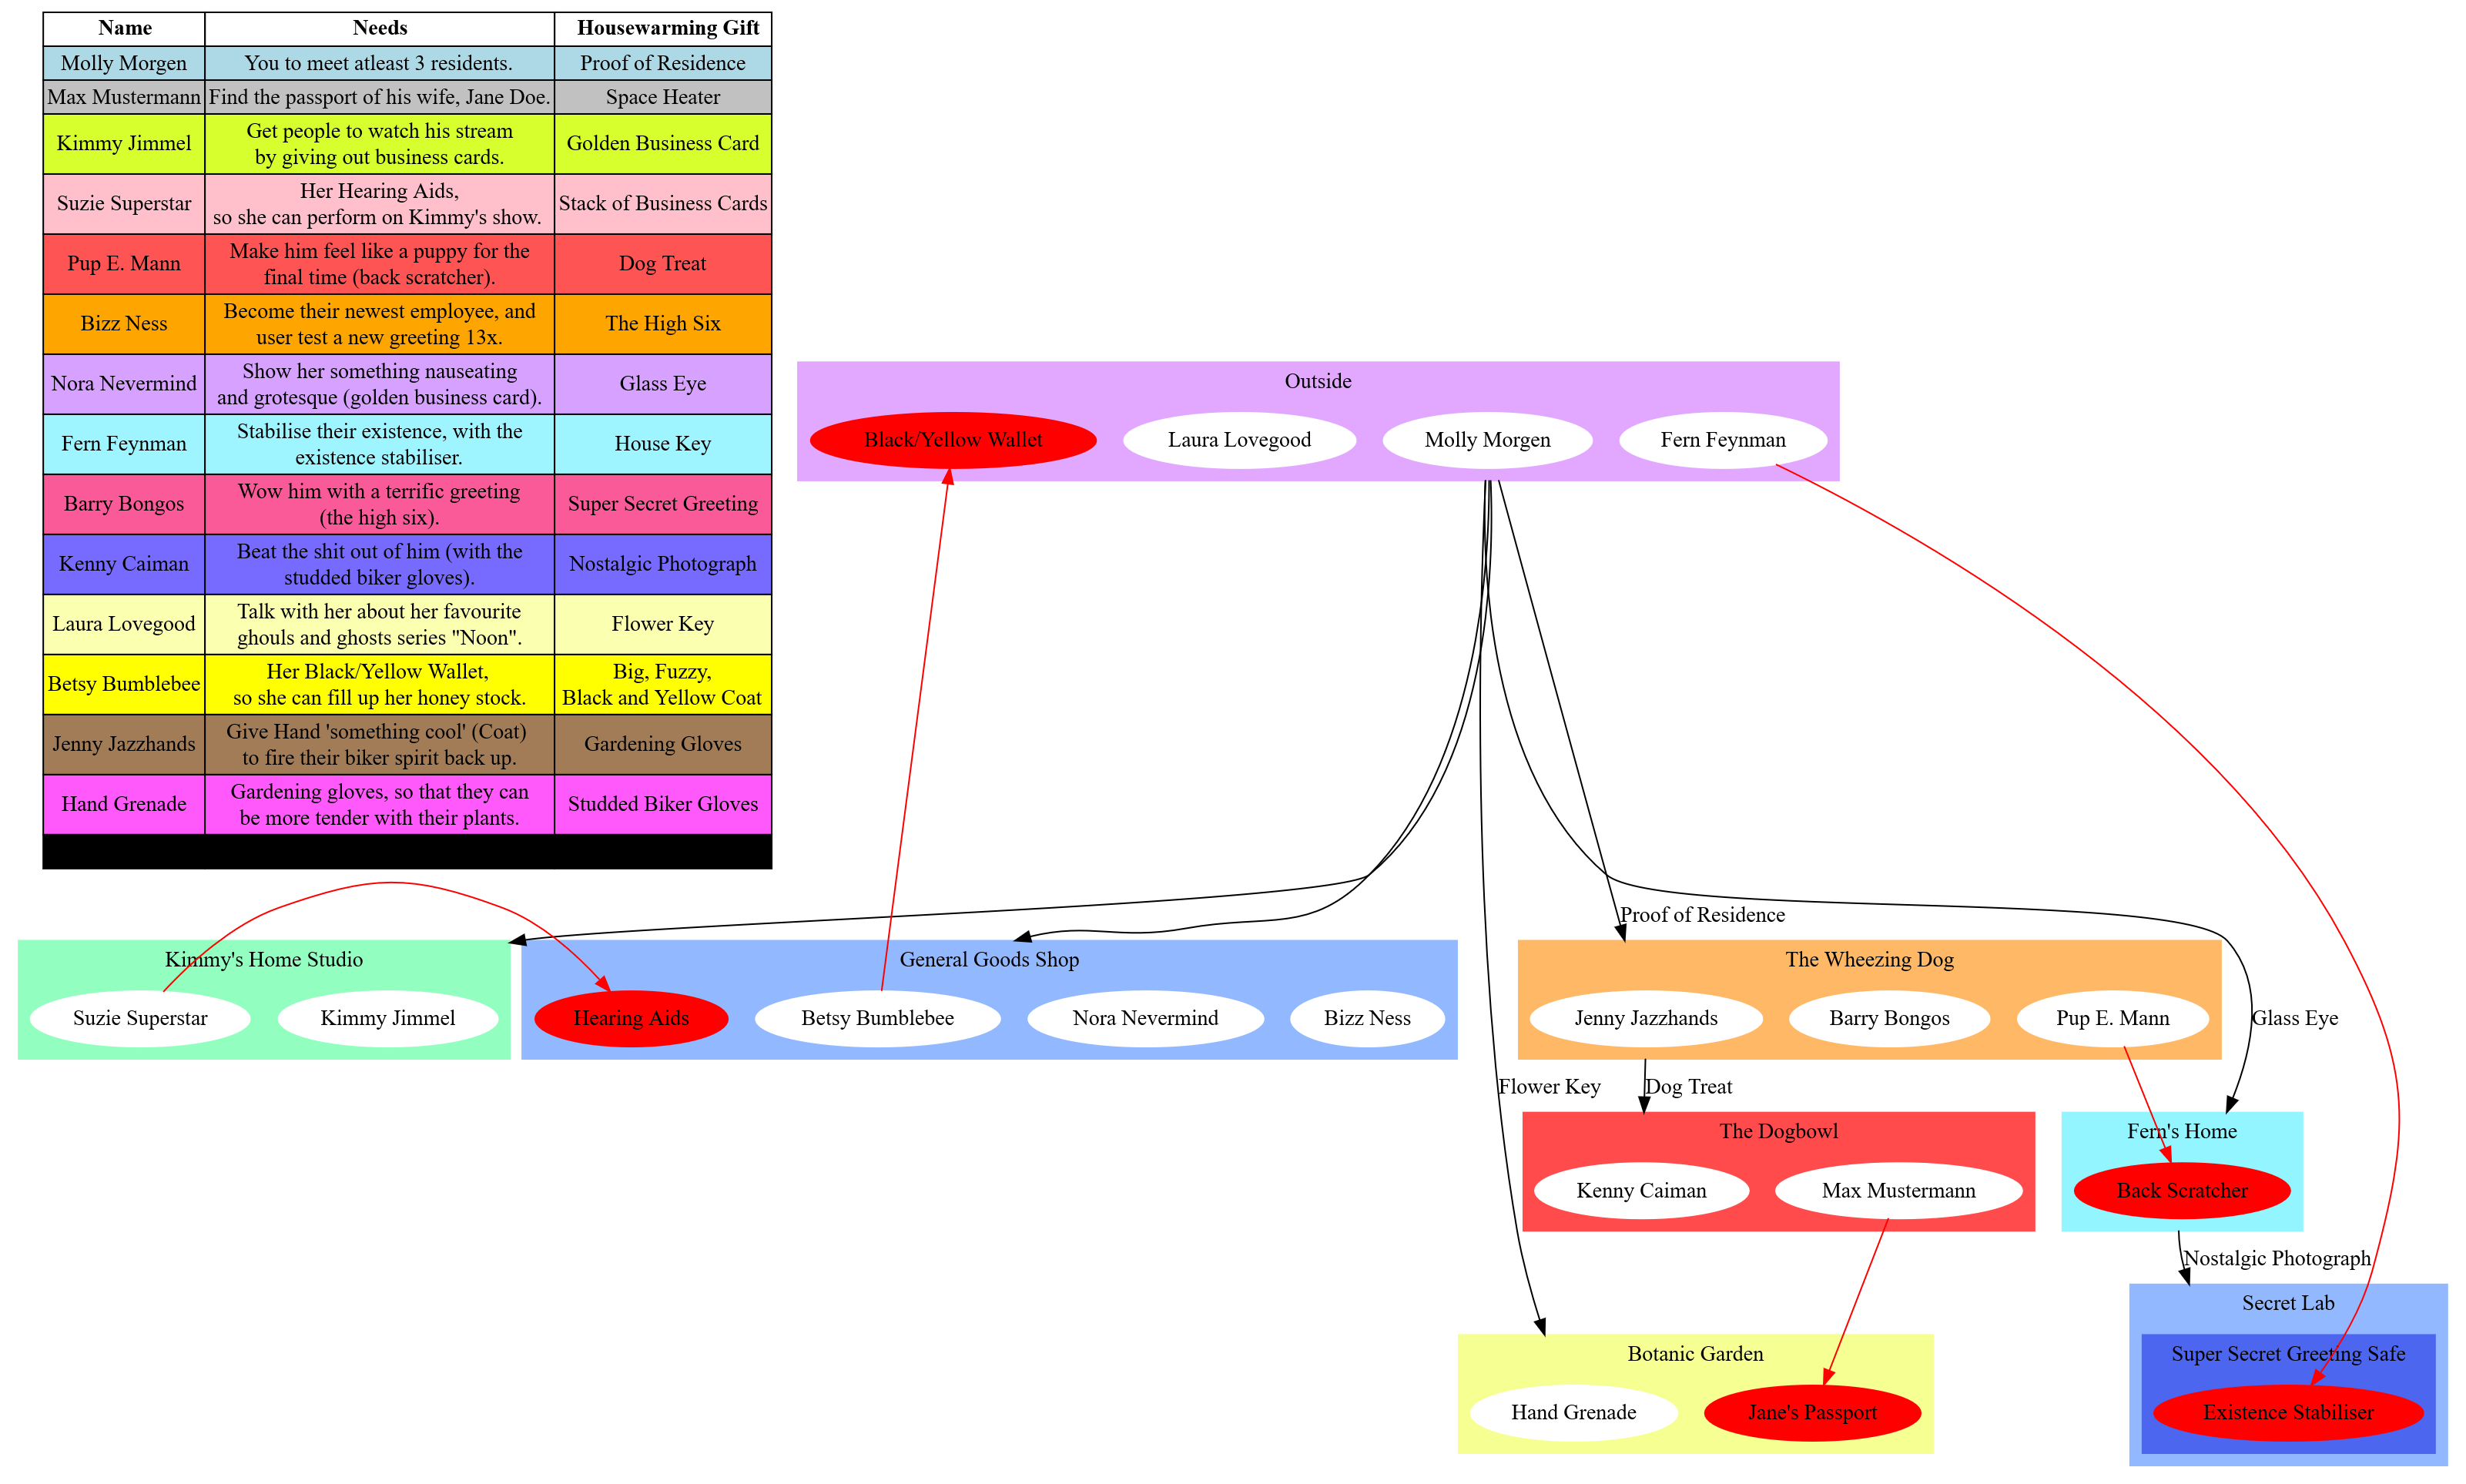 Name Needs Housewarming Gift
Molly Morgen You to meet atleast 3 residents. Proof of Residence
Max Mustermann Find the passport of his wife, Jane Doe. Space Heater
Kimmy Jimmel Get people to watch his stream
by giving out business cards. Golden Business Card
Suzie Superstar Her Hearing Aids,
so she can perform on Kimmy's show. Stack of Business Cards
Pup E. Mann Make him feel like a puppy for the
final time (back scratcher). Dog Treat
Bizz Ness Become their newest employee, and
user test a new greeting 13x. The High Six
Nora Nevermind Show her something nauseating
and grotesque (golden business card). Glass Eye
Fern Feynman Stabilise their existence, with the
existence stabiliser. House Key
Barry Bongos Wow him with a terrific greeting
(the high six). Super Secret Greeting
Kenny Caiman Beat the shit out of him (with the
studded biker gloves). Nostalgic Photograph
Laura Lovegood Talk with her about her favourite
ghouls and ghosts series "Noon". Flower Key
Betsy Bumblebee Her Black/Yellow Wallet,
so she can fill up her honey stock. Big, Fuzzy,
Black and Yellow Coat
Jenny Jazzhands Give Hand 'something cool' (Coat)
to fire their biker spirit back up. Gardening Gloves
Hand Grenade Gardening gloves, so that they can
be more tender with their plants. Studded Biker Gloves
Outside
Black/Yellow Wallet Laura Lovegood Molly Morgen Fern Feynman
Proof of Residence
Kimmy's Home Studio
Suzie Superstar Kimmy Jimmel
General Goods Shop
Hearing Aids Betsy Bumblebee Nora Nevermind Bizz Ness
The Wheezing Dog
Jenny Jazzhands Barry Bongos Pup E. Mann
Glass Eye
Flower Key
Dog Treat
The Dogbowl
Kenny Caiman Max Mustermann
Fern's Home
Back Scratcher
Nostalgic Photograph
Botanic Garden
Hand Grenade Jane's Passport
Secret Lab
Super Secret Greeting Safe
Existence Stabiliser